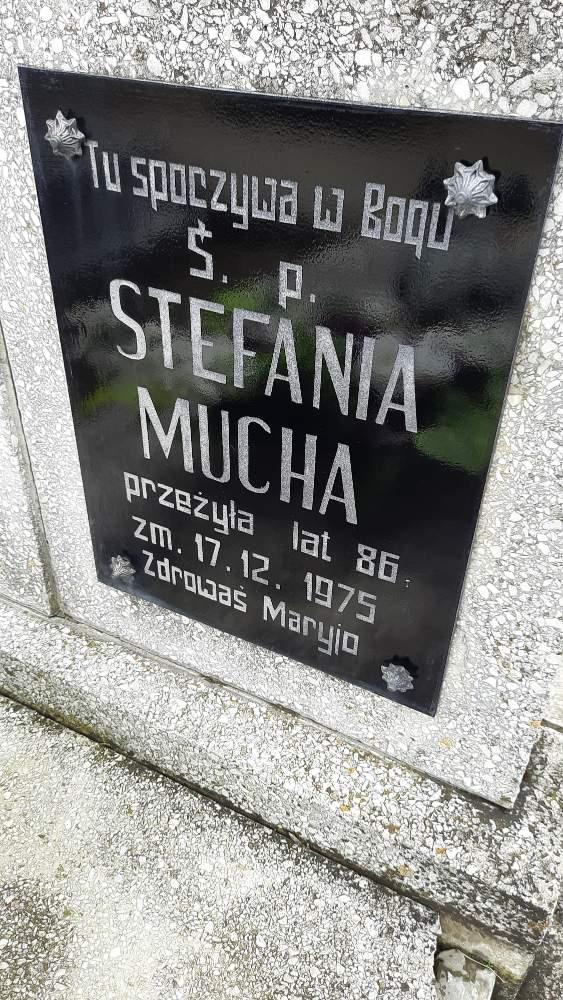 Tu spoczywa w Bogu
Ś. p.
STEFANIA
MUCHA
przeżyła lat 86.
zm. 17.12. 1975
Zdrowaś Maryjo